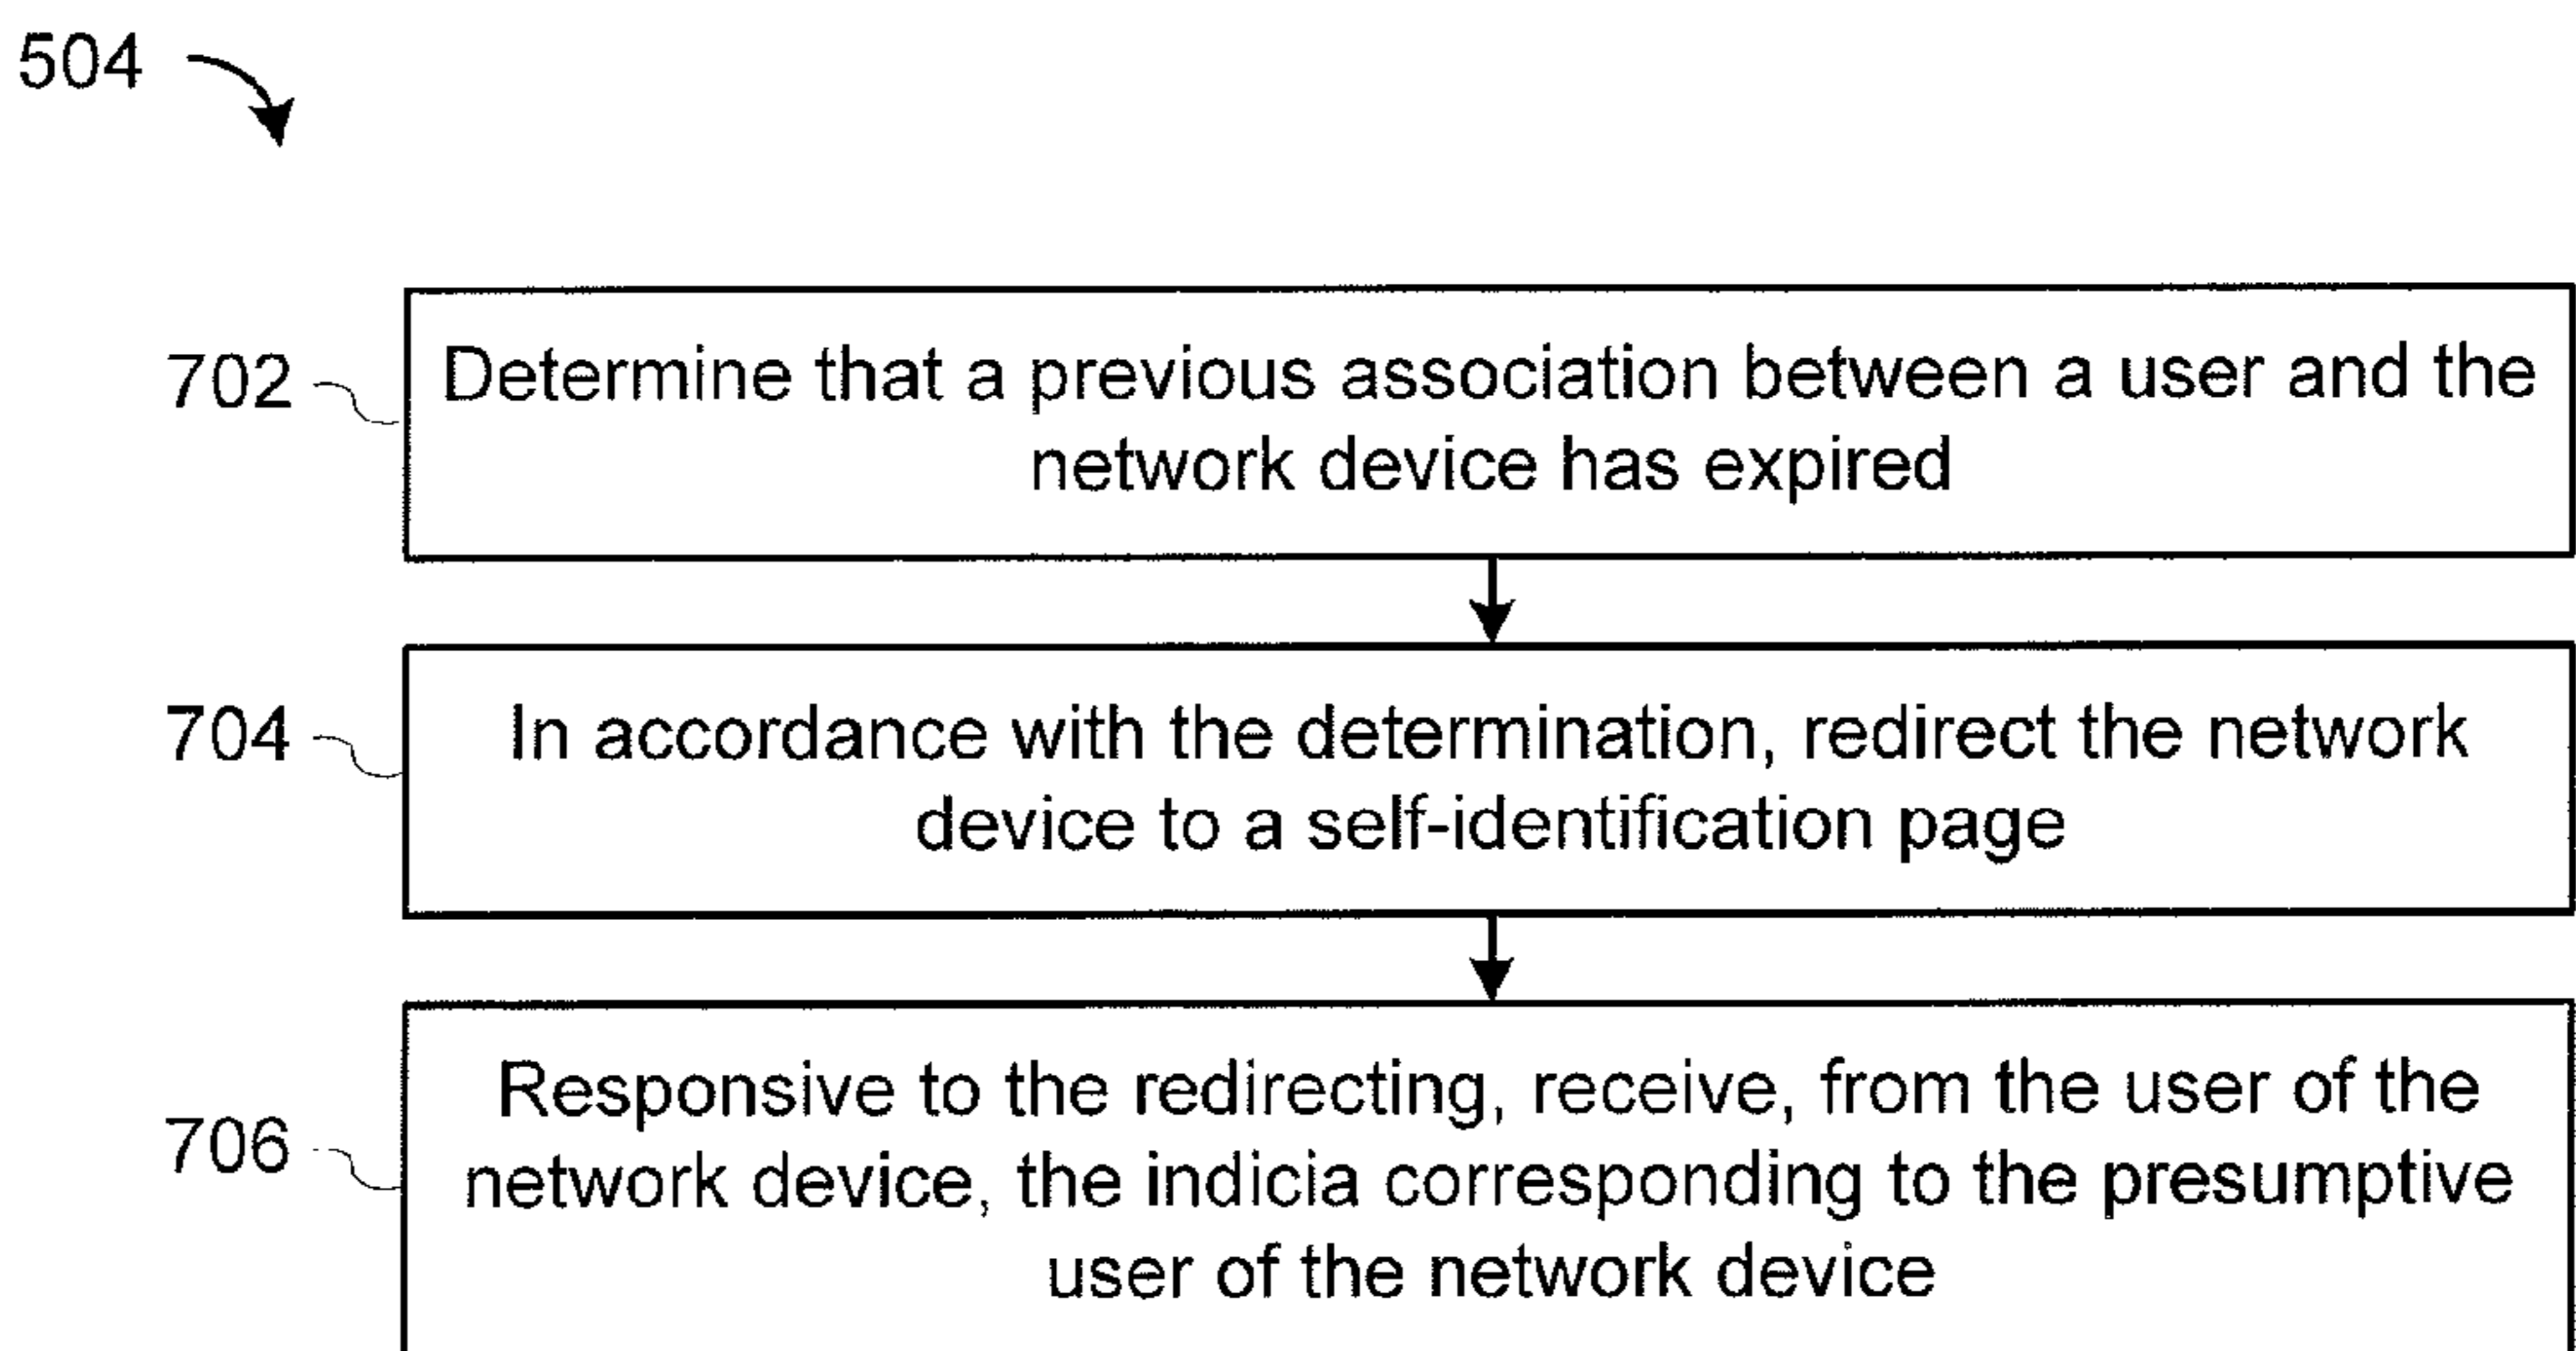 504
702
Determine that a previous association between a user and the
network device has expired
704
In accordance with the determination, redirect the network
device to a self-identification page
706
Responsive to the redirecting, receive, from the user of the
network device, the indicia corresponding to the presumptive
user of the network device